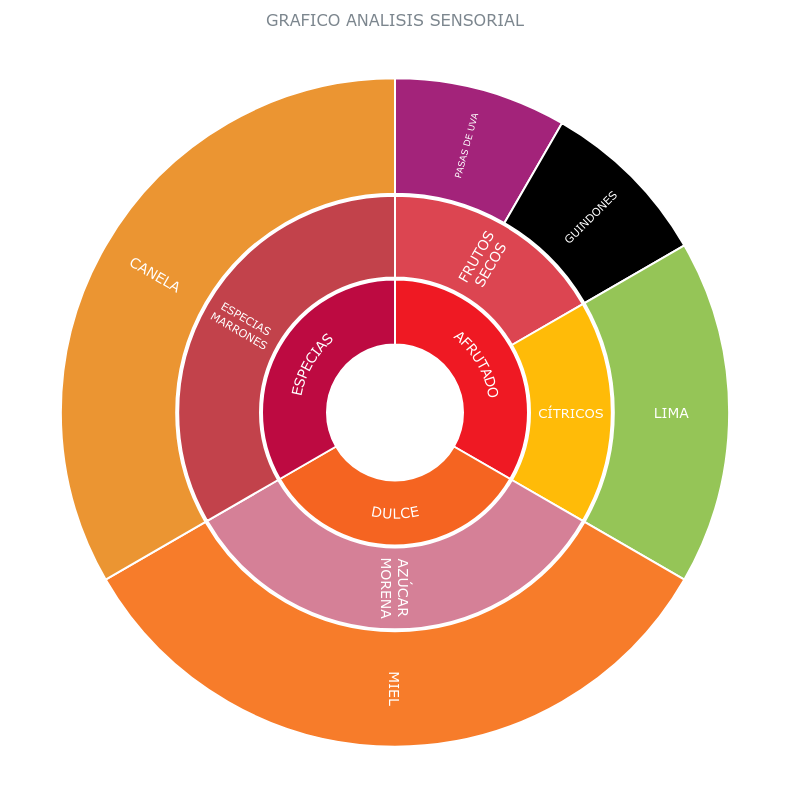 GRAFICO ANALISIS SENSORIAL
PASAS DE UVA
GUINDONES
FRUTOS
SECOS
CANELA
ESPECIAS
MARRONES
ESPECIAS
AFRUTADO
CÍTRICOS
LIMA
DULCE
AZÚCAR
MORENA
MIEL